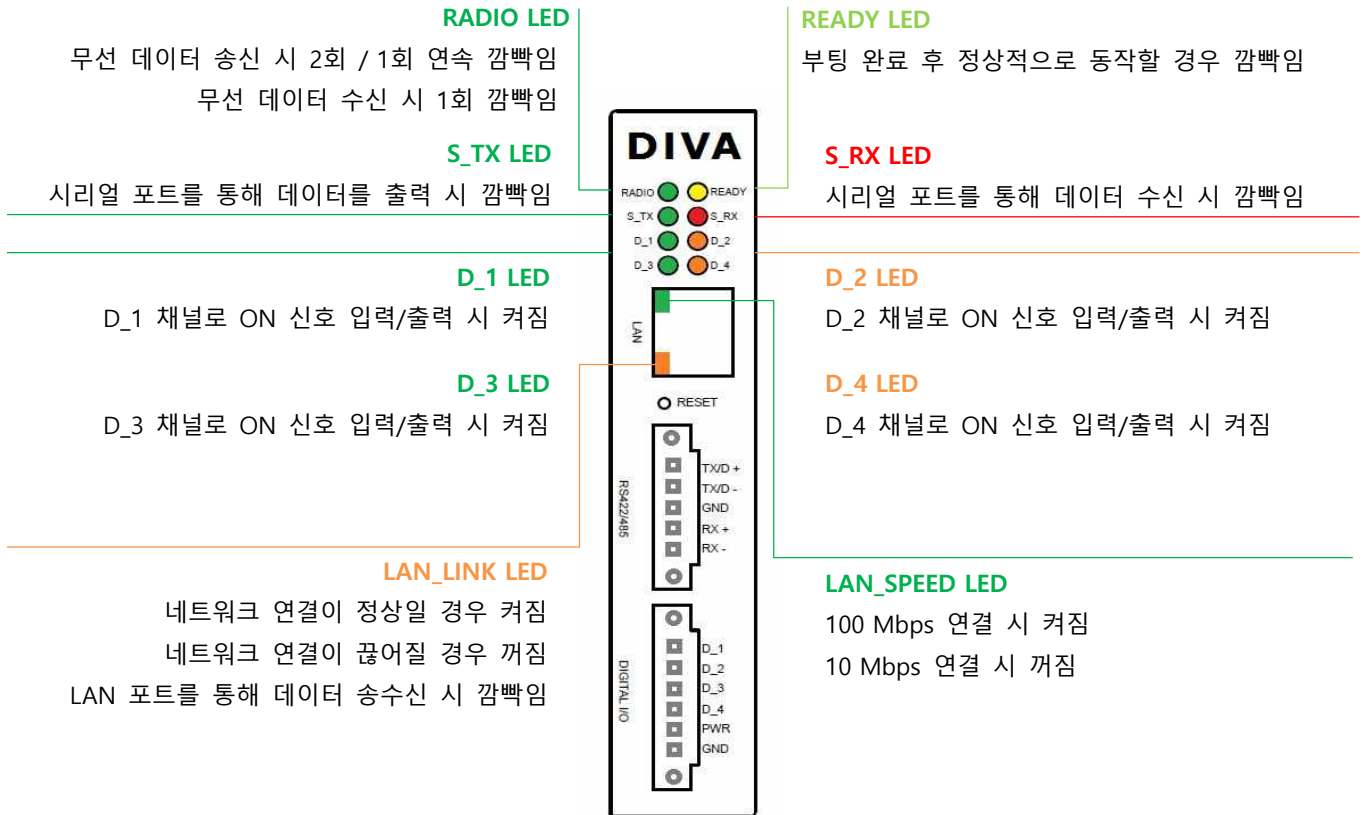 RADIO LED
무선 데이터 송신 시 2회 / 1회 연속 깜빡임
무선 데이터 수신 시 1회 깜빡임
READY LED
부팅 완료 후 정상적으로 동작할 경우 깜빡임
S_TX LED
시리얼 포트를 통해 데이터를 출력 시 깜빡임
S_RX LED
시리얼 포트를 통해 데이터 수신 시 깜빡임
D_1 LED
D_1 채널로 ON 신호 입력/출력 시 켜짐
D_2 LED
D_2 채널로 ON 신호 입력/출력 시 켜짐
D_3 LED
D_3 채널로 ON 신호 입력/출력 시 켜짐
D_4 LED
D_4 채널로 ON 신호 입력/출력 시 켜짐
LAN_LINK LED
네트워크 연결이 정상일 경우 켜짐
네트워크 연결이 끊어질 경우 꺼짐
LAN 포트를 통해 데이터 송수신 시 깜빡임
LAN_SPEED LED
100 Mbps 연결 시 켜짐
10 Mbps 연결 시 꺼짐
DIVA
RADIO READY
S_TX S_RX
D_1 D_2
D_3 D_4
LAN
RESET
RS422/485
TX/D +
TX/D -
GND
RX +
RX -
DIGITAL I/O
D_1
D_2
D_3
D_4
PWR
GND